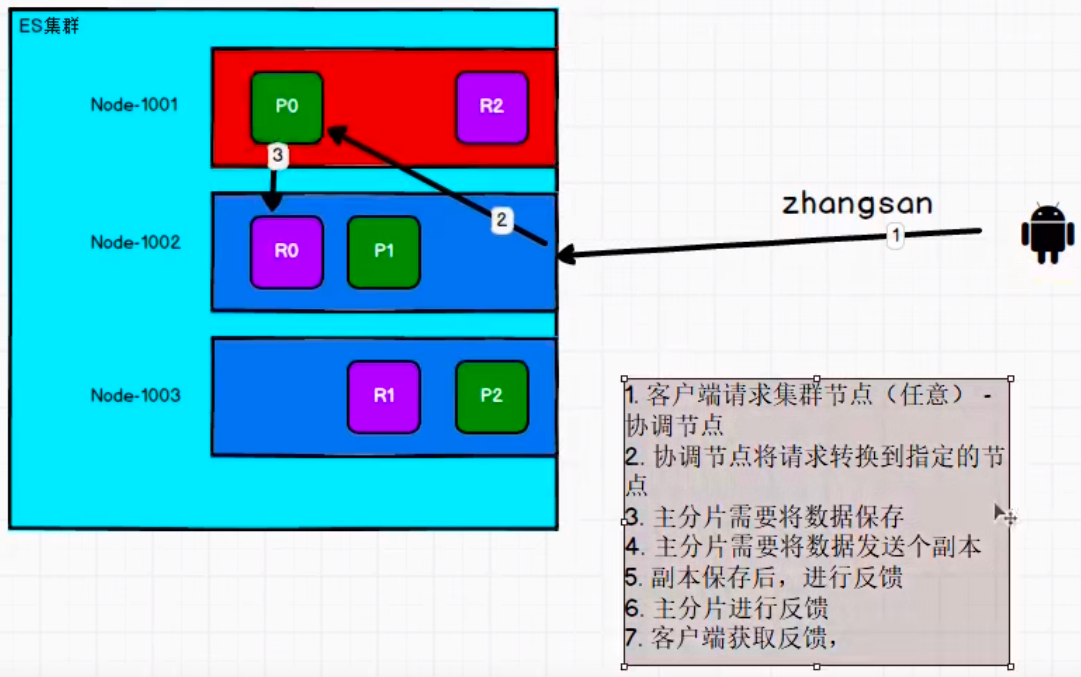 ES集群
Node-1001
P0
R2
3
zhangsan
1
2
Node-1002
R0
P1
Node-1003
R1
P2
1. 客户端请求集群节点（任意） -
协调节点
2. 协调节点将请求转换到指定的节
点
3. 主分片需要将数据保存
4. 主分片需要将数据发送个副本
5. 副本保存后，进行反馈
6. 主分片进行反馈
7. 客户端获取反馈，